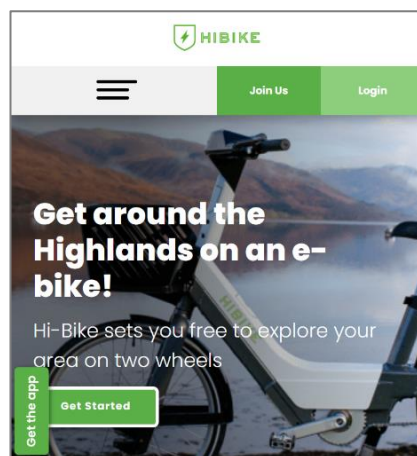 HIBIKE
Join Us
Login
Get around the
Highlands on an e-
bike!
HIBIKE
Hi-Bike sets you free to explore your
area on two wheels
Get the app
Get Started